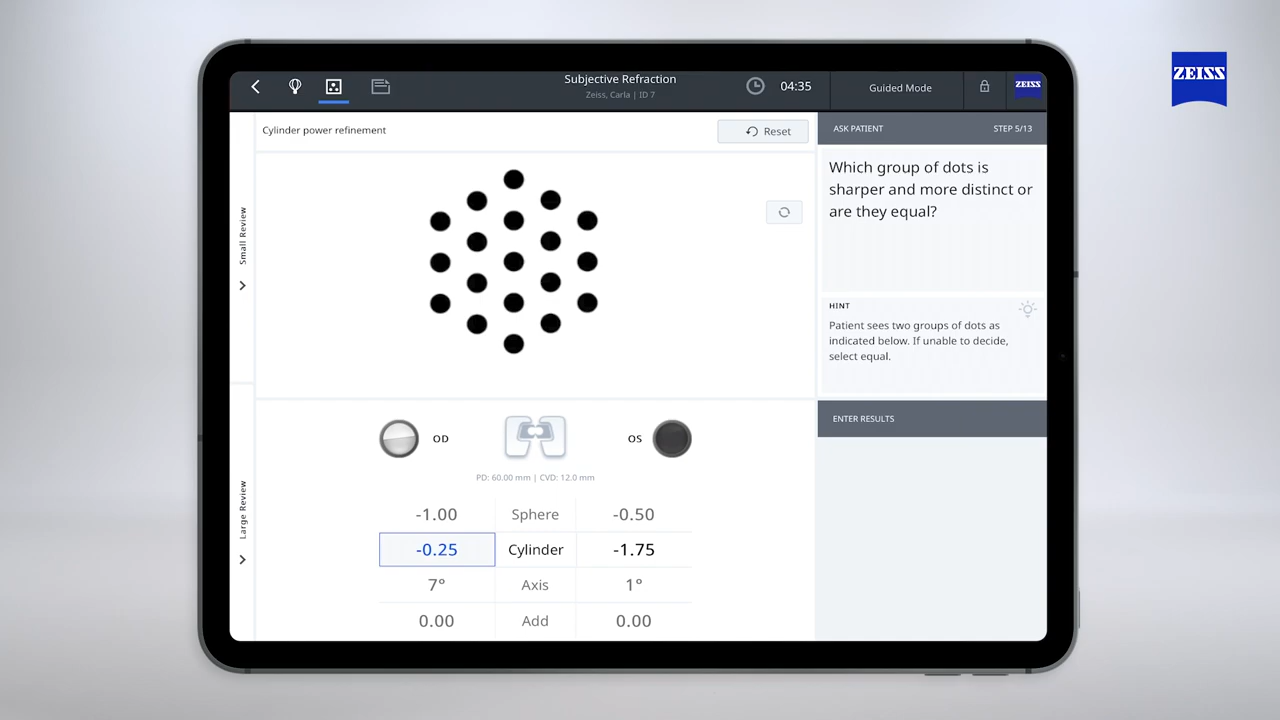 Subjective Refraction
Zeiss, Carla | ID 7
04:35
Guided Mode
ZEISS
ZEISS
Cylinder power refinement
Reset
ASK PATIENT
STEP 5/13
Which group of dots is
sharper and more distinct or
are they equal?
Small Review
HINT
Patient sees two groups of dots as
indicated below. If unable to decide,
select equal.
ENTER RESULTS
OD
OS
PD: 60.00 mm | CVD: 12.0 mm
Large Review
-1.00 Sphere -0.50
-0.25 Cylinder -1.75
7° Axis 1°
0.00 Add 0.00